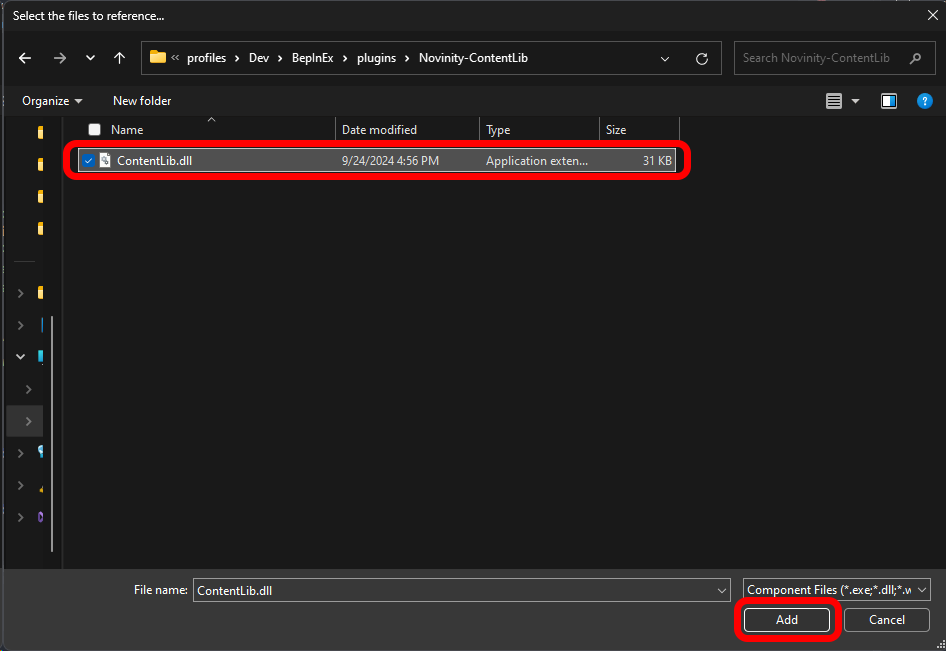 Select the files to reference...
« profiles > Dev > BepInEx > plugins > Novinity-ContentLib
Search Novinity-ContentLib
Organize New folder
Name Date modified Type Size
ContentLib.dll 9/24/2024 4:56 PM Application exten... 31 KB
File name: ContentLib.dll Component Files (*.exe;*.dll;*.w
Add Cancel